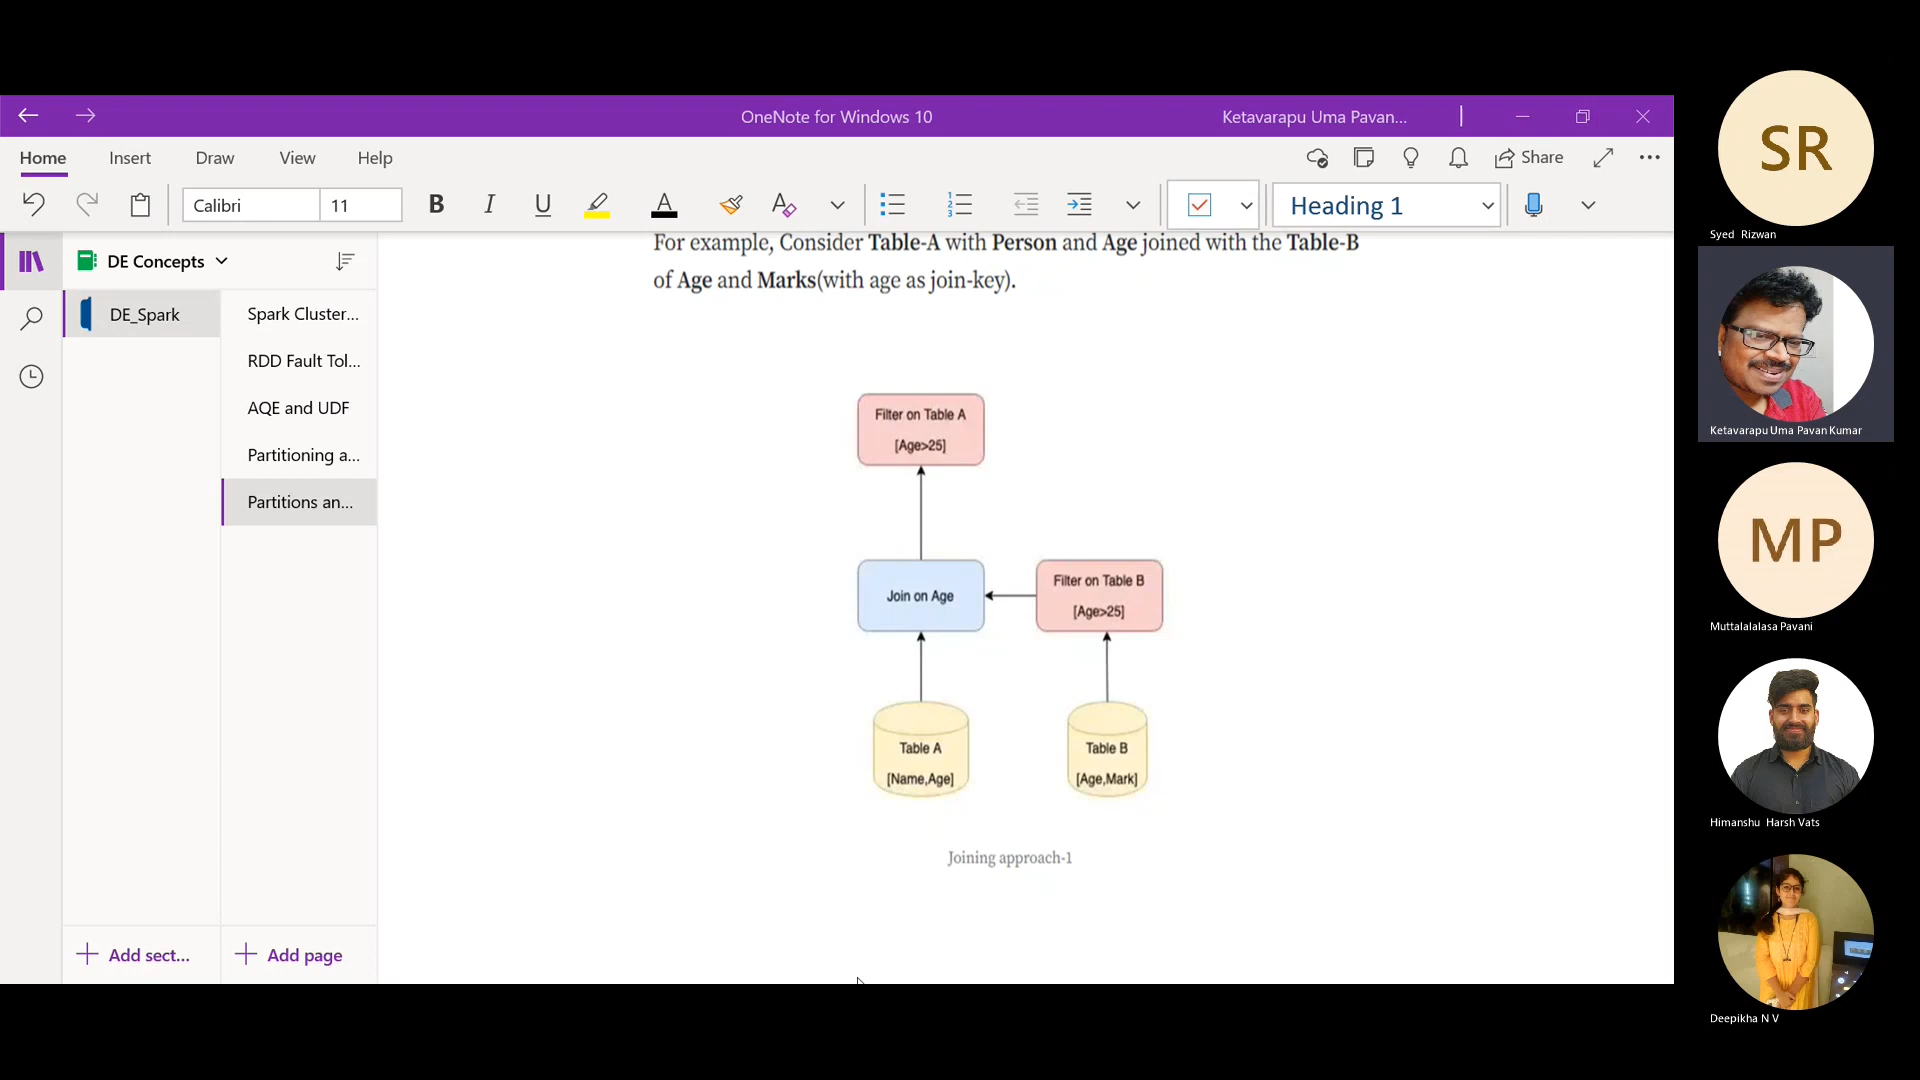 OneNote for Windows 10
Ketavarapu Uma Pavan...
Home
Insert
Draw
View
Help
Share
Calibri
11
B
I
U
A
A
Heading 1
DE Concepts
DE_Spark
Spark Cluster...
RDD Fault Tol...
AQE and UDF
Partitioning a...
Partitions an...
Add sect...
Add page
For example, Consider Table-A with Person and Age joined with the Table-B
of Age and Marks(with age as join-key).
Filter on Table A
[Age>25]
Join on Age
Filter on Table B
[Age>25]
Table A
[Name,Age]
Table B
[Age,Mark]
Joining approach-1
SR
Syed Rizwan
Ketavarapu Uma Pavan Kumar
MP
Muttalalalasa Pavani
Himanshu Harsh Vats
Deepikha N V